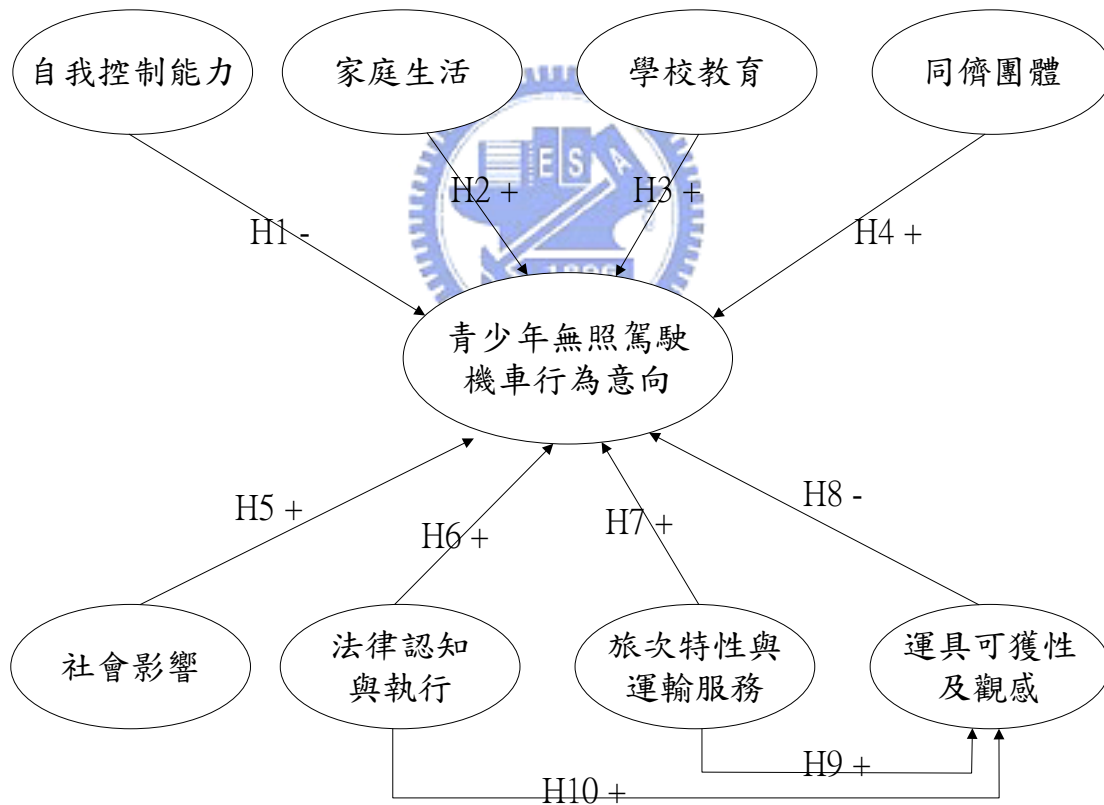 自我控制能力
家庭生活
學校教育
同儕團體
ESA
H1 -
H2 +
H3 +
H4 +
1896
青少年無照駕駛
機車行為意向
H5 +
H6 +
H7 +
H8 -
社會影響
法律認知
與執行
旅次特性與
運輸服務
運具可獲性
及觀感
H9 +
H10 +